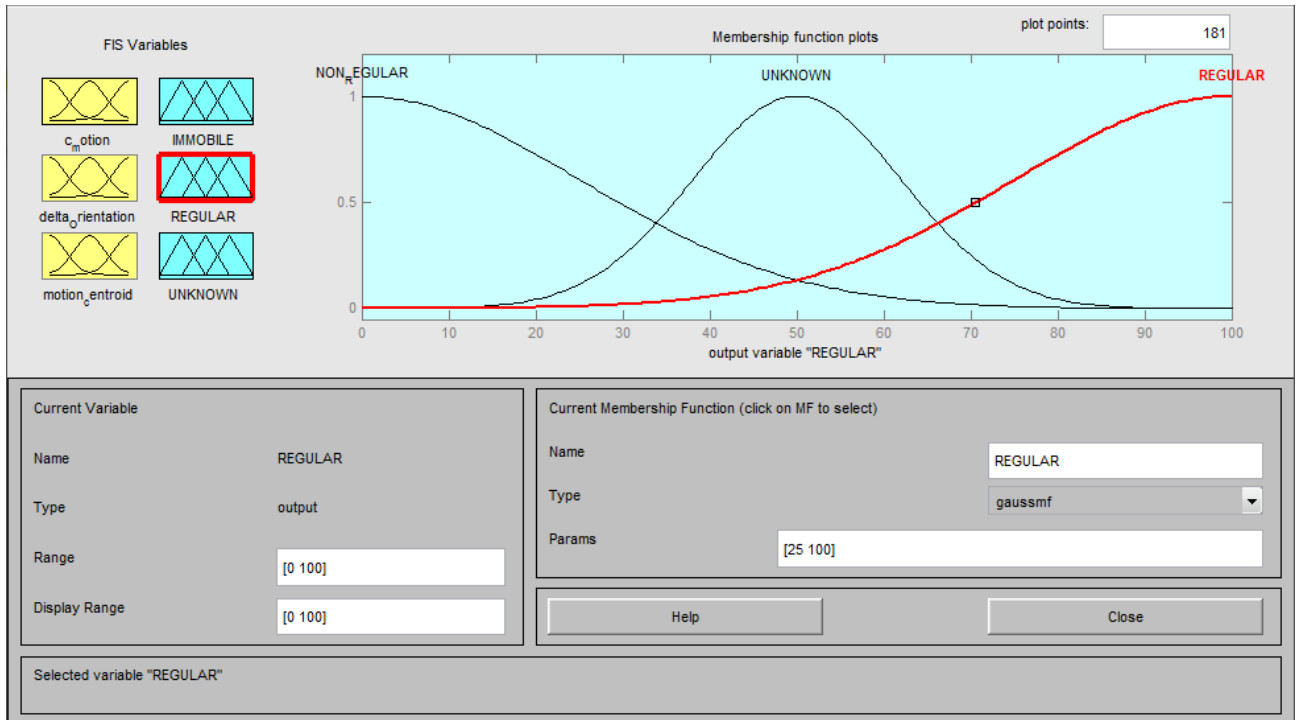 FIS Variables
Membership function plots
plot points:
181
NON_REGULAR
UNKNOWN
REGULAR
c_motion
IMMOBILE
delta_Orientation
REGULAR
motion_centroid
UNKNOWN
1
0.5
0
0 10 20 30 40 50 60 70 80 90 100
output variable "REGULAR"
Current Variable
Name REGULAR
Type output
Range [0 100]
Display Range [0 100]
Current Membership Function (click on MF to select)
Name REGULAR
Type gaussmf
Params [25 100]
Help Close
Selected variable "REGULAR"